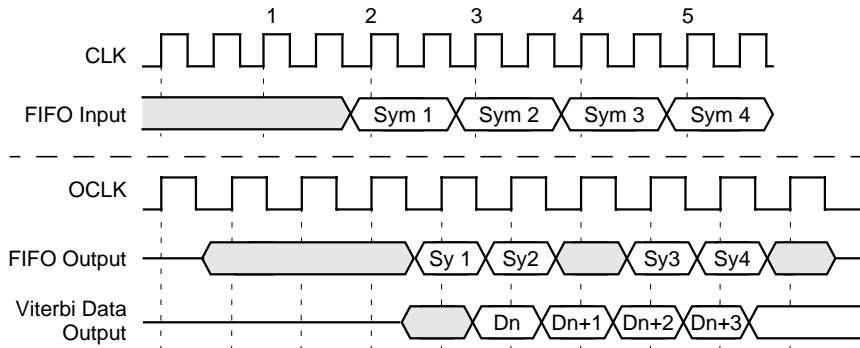 1 2 3 4 5
CLK
FIFO Input Sym 1 Sym 2 Sym 3 Sym 4
OCLK
FIFO Output Sy 1 Sy2 Sy3 Sy4
Viterbi Data
Output Dn Dn+1 Dn+2 Dn+3